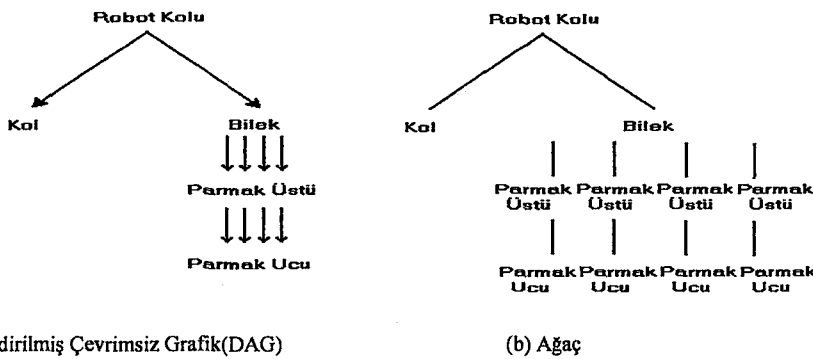 Robot Kolu
Robot Kolu
Kol
Bilek
Kol
Bilek
Parmak Üstü
Parmak Parmak Parmak Parmak
Üstü Üstü Üstü Üstü
Parmak Ucu
Parmak Parmak Parmak Parmak
Ucu Ucu Ucu Ucu
dirilmiş Çevrimsiz Grafik(DAG)
(b) Ağaç